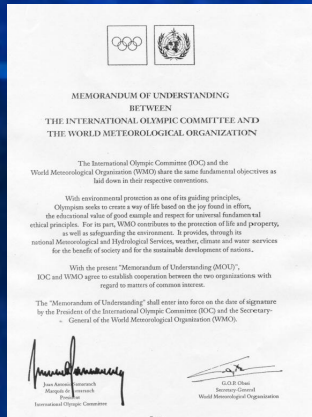 MEMORANDUM OF UNDERSTANDING
BETWEEN
THE INTERNATIONAL OLYMPIC COMMITTEE AND
THE WORLD METEOROLOGICAL ORGANIZATION
The International Olympic Committee (IOC) and the
World Meteorological Organization (WMO) share the same fundamental objectives as
laid down in their respective conventions.
With environmental protection as one of its guiding principles,
Olympism seeks to create a way of life based on the joy found in effort,
the educational value of good example and respect for universal fundamental
ethical principles. For its part, WMO contributes to the protection of life and property,
as well as safeguarding the environment. It provides, through its
national Meteorological and Hydrological Services, weather, climate and water services
for the benefit of society and for the sustainable development of nations.
With the present "Memorandum of Understanding (MOU)",
IOC and WMO agree to establish cooperation between the two organizations with
regard to matters of common interest.
The "Memorandum of Understanding" shall enter into force on the date of signature
by the President of the International Olympic Committee (IOC) and the Secretary-
General of the World Meteorological Organization (WMO).
Juan Antonio Samaranch
Marqués de Samaranch
President
International Olympic Committee
G.O.P. Obasi
Secretary-General
World Meteorological Organization